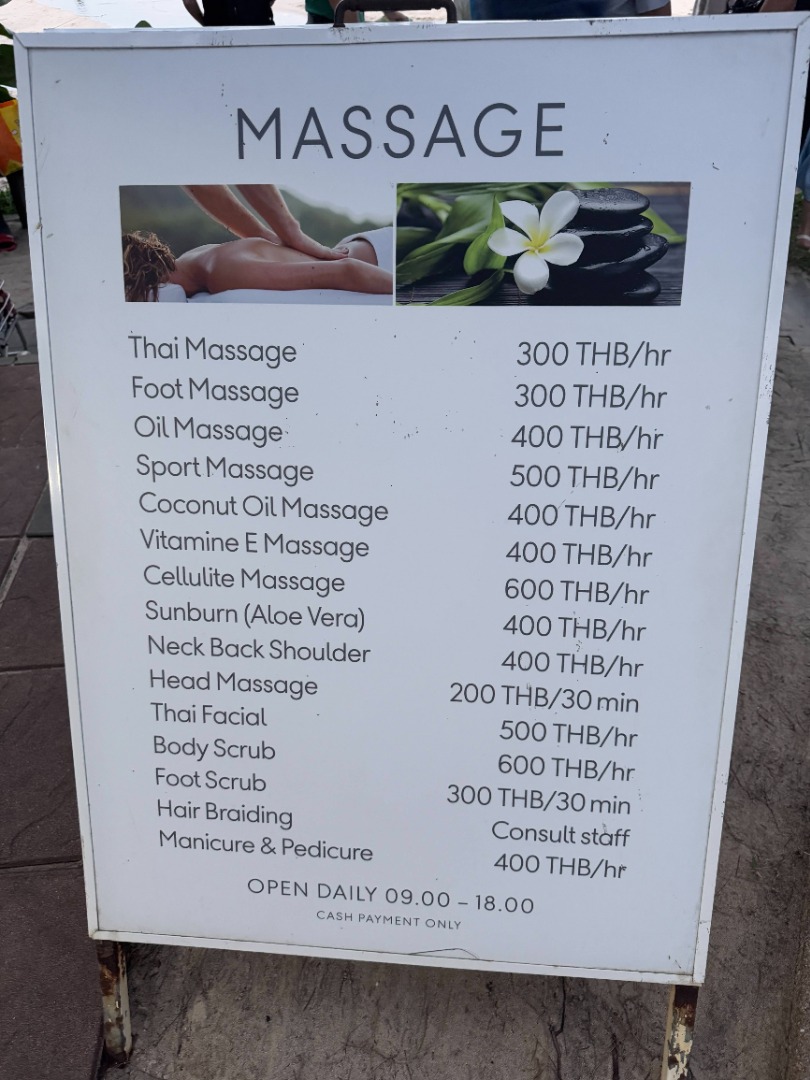 MASSAGE
Thai Massage 300 THB/hr
Foot Massage 300 THB/hr
Oil Massage 400 THB/hr
Sport Massage 500 THB/hr
Coconut Oil Massage 400 THB/hr
Vitamine E Massage 400 THB/hr
Cellulite Massage 600 THB/hr
Sunburn (Aloe Vera) 400 THB/hr
Neck Back Shoulder 400 THB/hr
Head Massage 200 THB/30 min
Thai Facial 500 THB/hr
Body Scrub 600 THB/hr
Foot Scrub 300 THB/30 min
Hair Braiding Consult staff
Manicure & Pedicure 400 THB/hr
OPEN DAILY 09.00 – 18.00
CASH PAYMENT ONLY